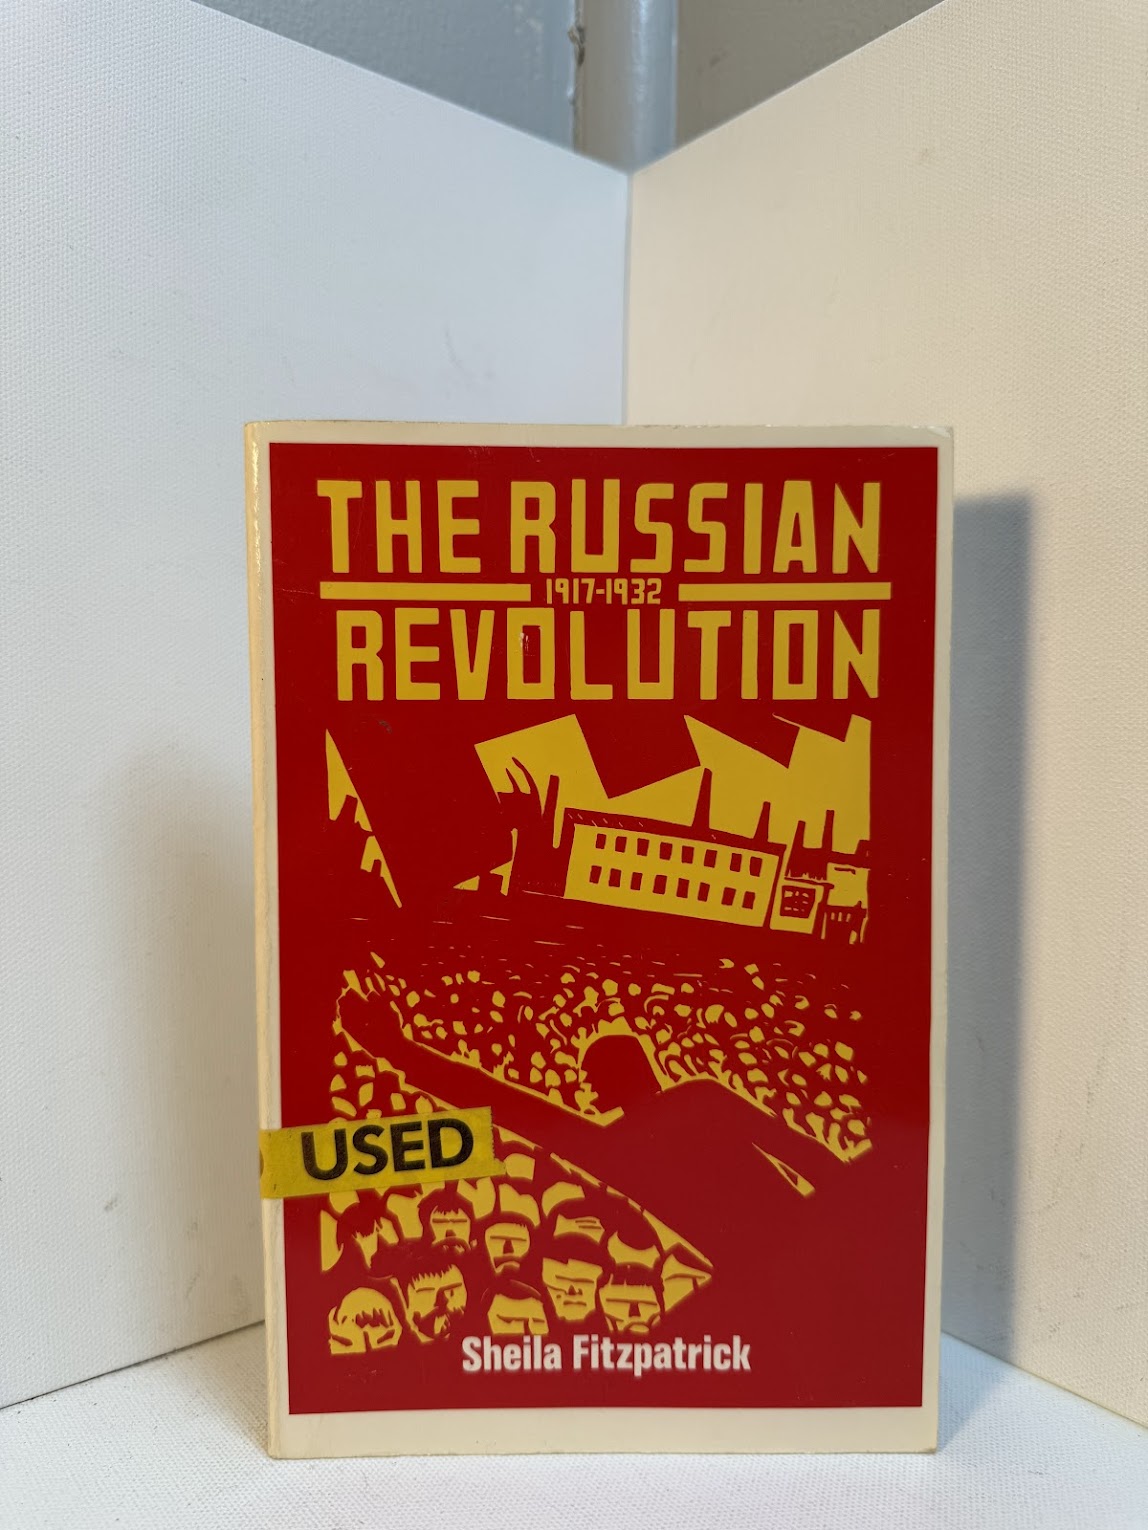 THE RUSSIAN
1917-1932
REVOLUTION
USED
Sheila Fitzpatrick